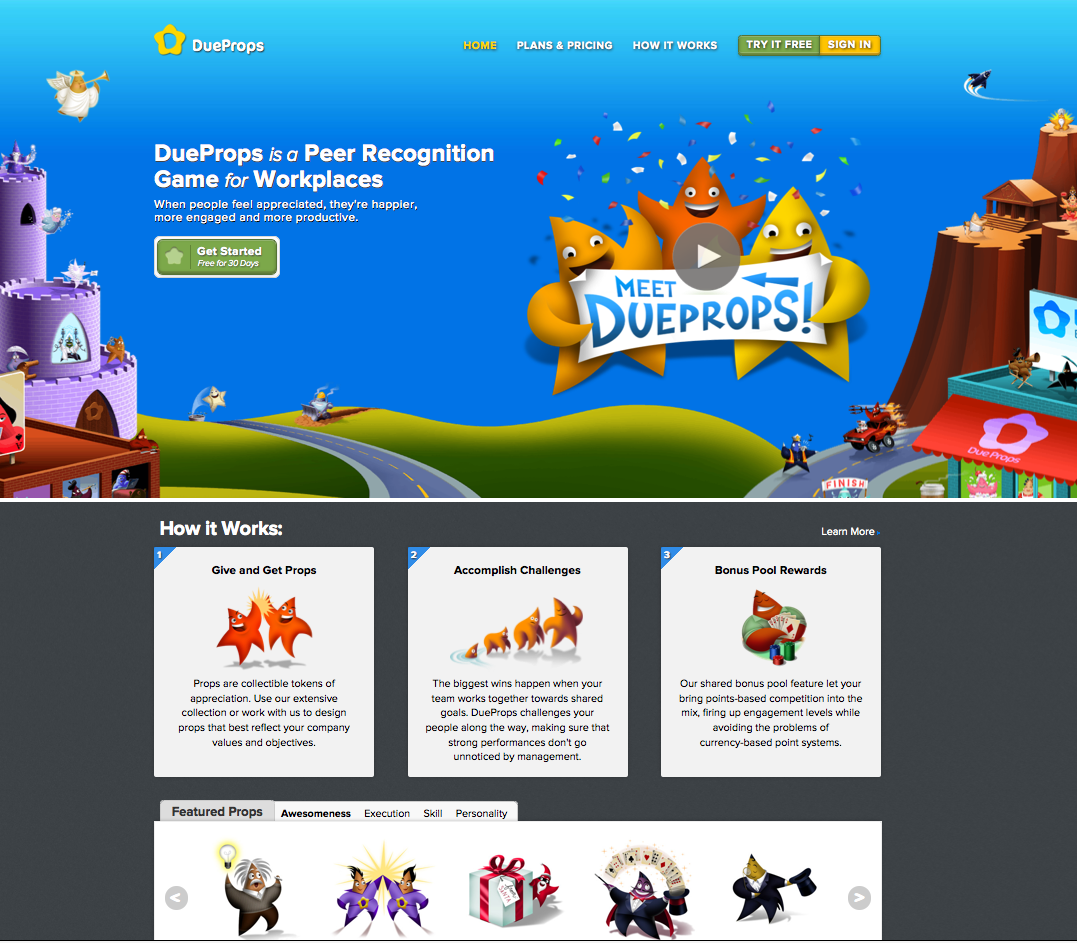 DueProps
HOME
PLANS & PRICING
HOW IT WORKS
TRY IT FREE
SIGN IN
DueProps is a Peer Recognition
Game for Workplaces
When people feel appreciated, they're happier,
more engaged and more productive.
Get Started
Free for 30 Days
MEET
DUEPROPS!
DueProps
FINISH
How it Works:
Learn More
1
Give and Get Props
Props are collectible tokens of
appreciation. Use our extensive
collection or work with us to design
props that best reflect your company
values and objectives.
2
Accomplish Challenges
The biggest wins happen when your
team works together towards shared
goals. DueProps challenges your
people along the way, making sure that
strong performances don't go
unnoticed by management.
3
Bonus Pool Rewards
Our shared bonus pool feature let your
bring points-based competition into the
mix, firing up engagement levels while
avoiding the problems of
currency-based point systems.
Featured Props
Awesomeness
Execution
Skill
Personality
<
>